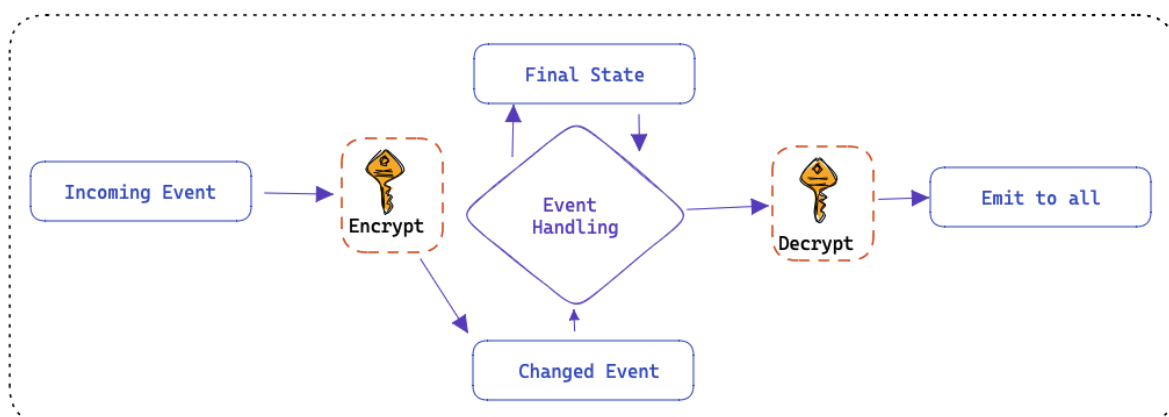 Final State
Incoming Event
Encrypt
Event
Handling
Decrypt
Emit to all
Changed Event